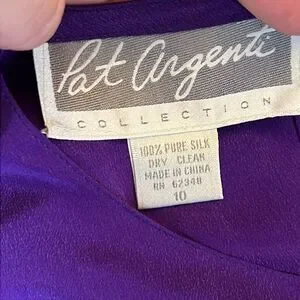 Pat Argenti
COLLECTION
100% PURE SILK
DRY CLEAN
MADE IN CHINA
RN 62348
10